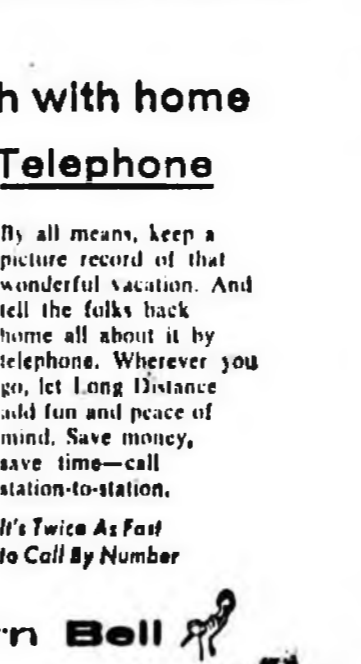 h with home
Telephone
By all means, keep a
picture record of that
wonderful vacation. And
tell the folks back
home all about it by
telephone. Wherever you
go, let Long Distance
add fun and peace of
mind. Save money,
save time—call
station-to-station.
It's Twice As Fast
to Call By Number
rn Bell